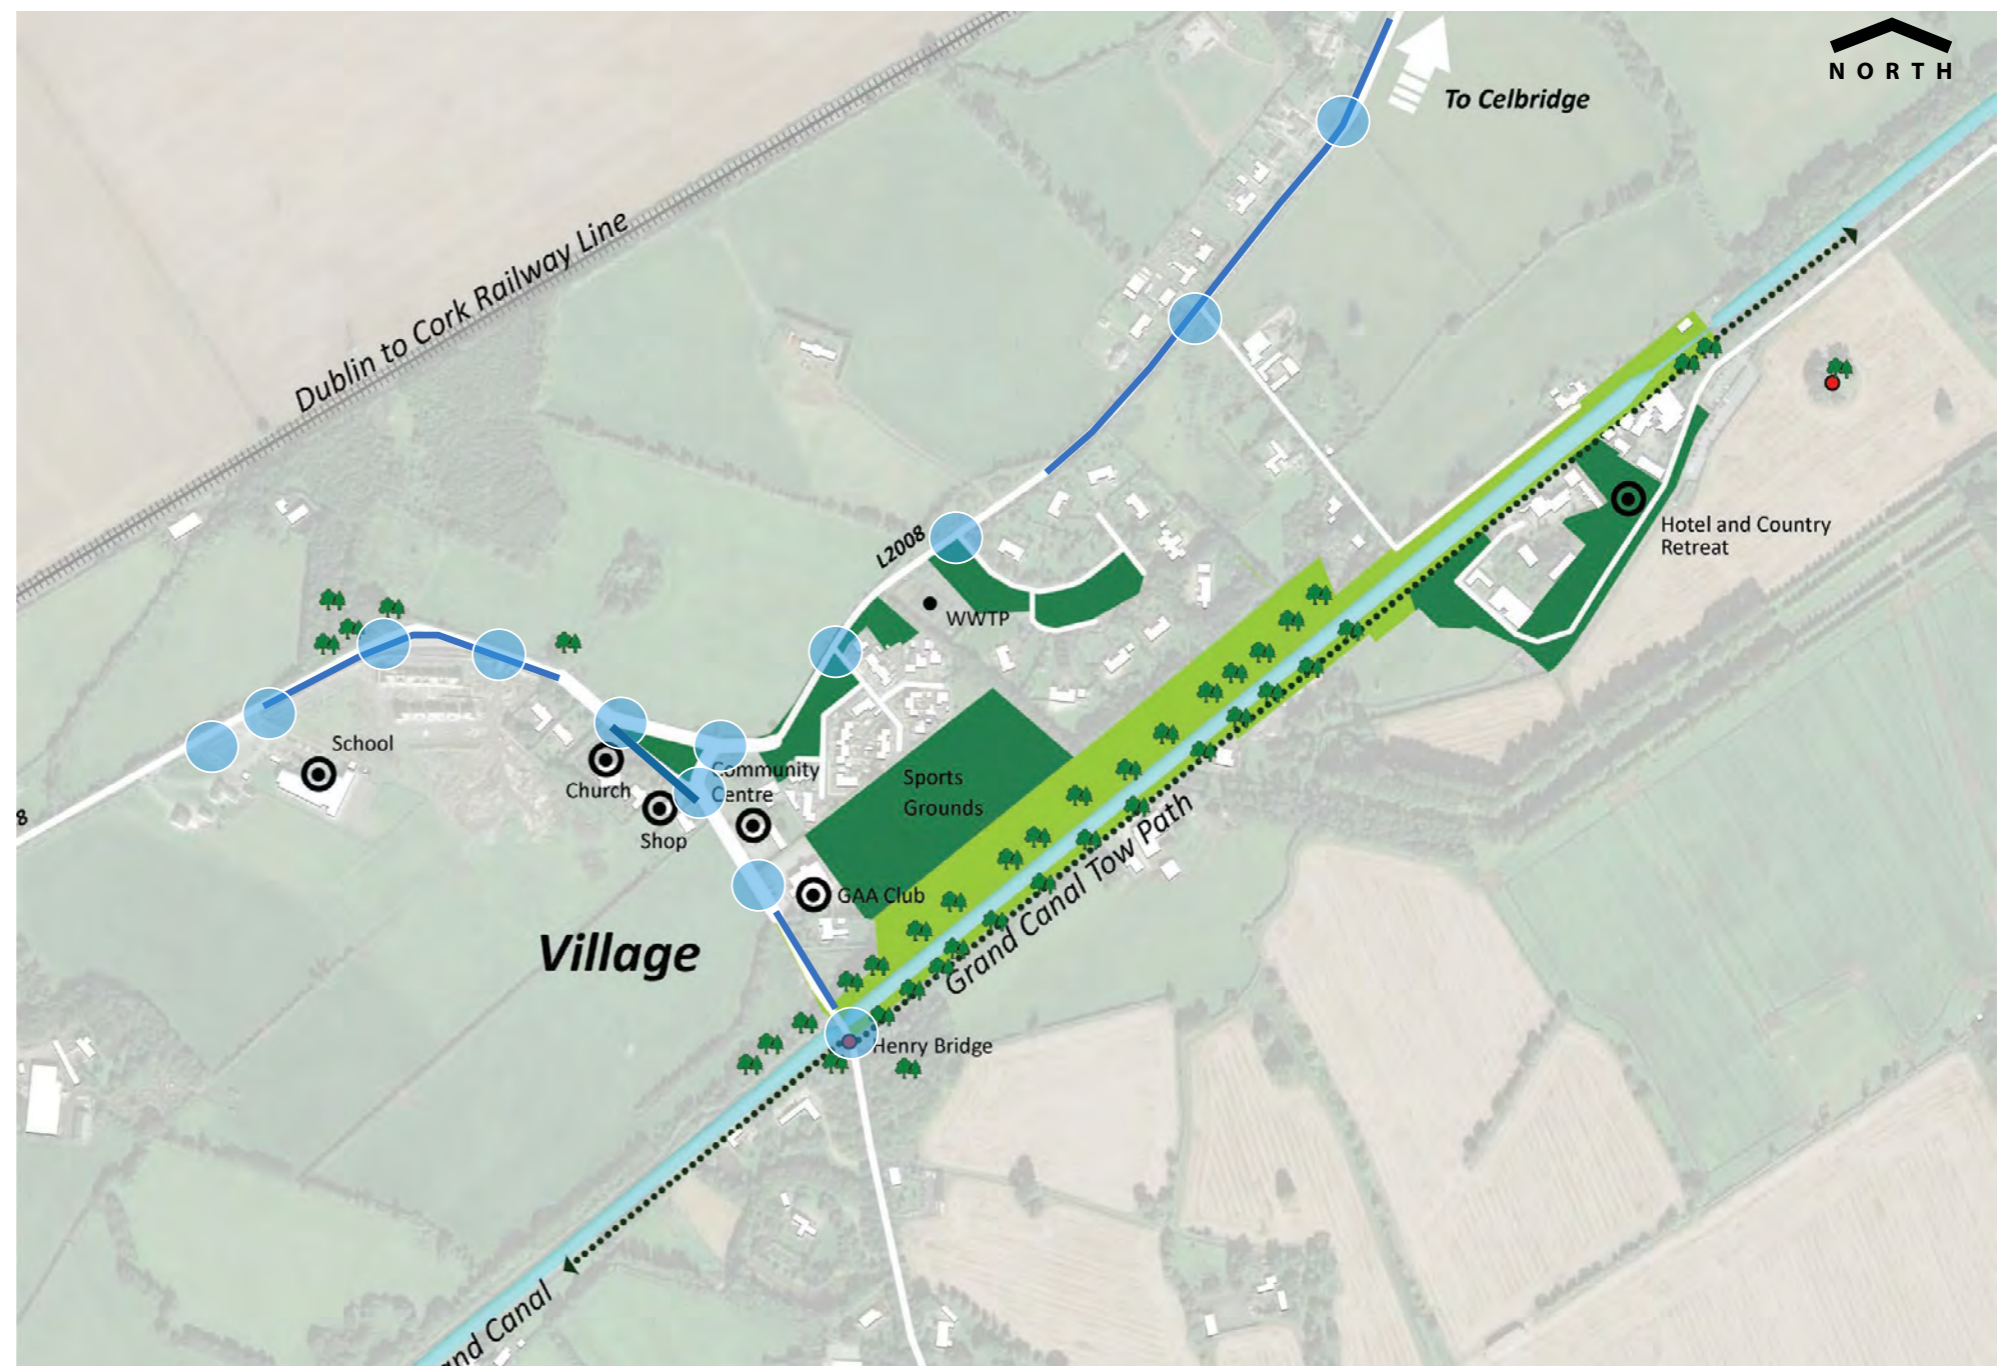 NORTH
To Celbridge
Dublin to Cork Railway Line
L2008
WWTP
Hotel and Country
Retreat
School
Church
Shop
Community
Centre
Sports
Grounds
GAA Club
Village
Grand Canal Tow Path
Henry Bridge
8
and Canal